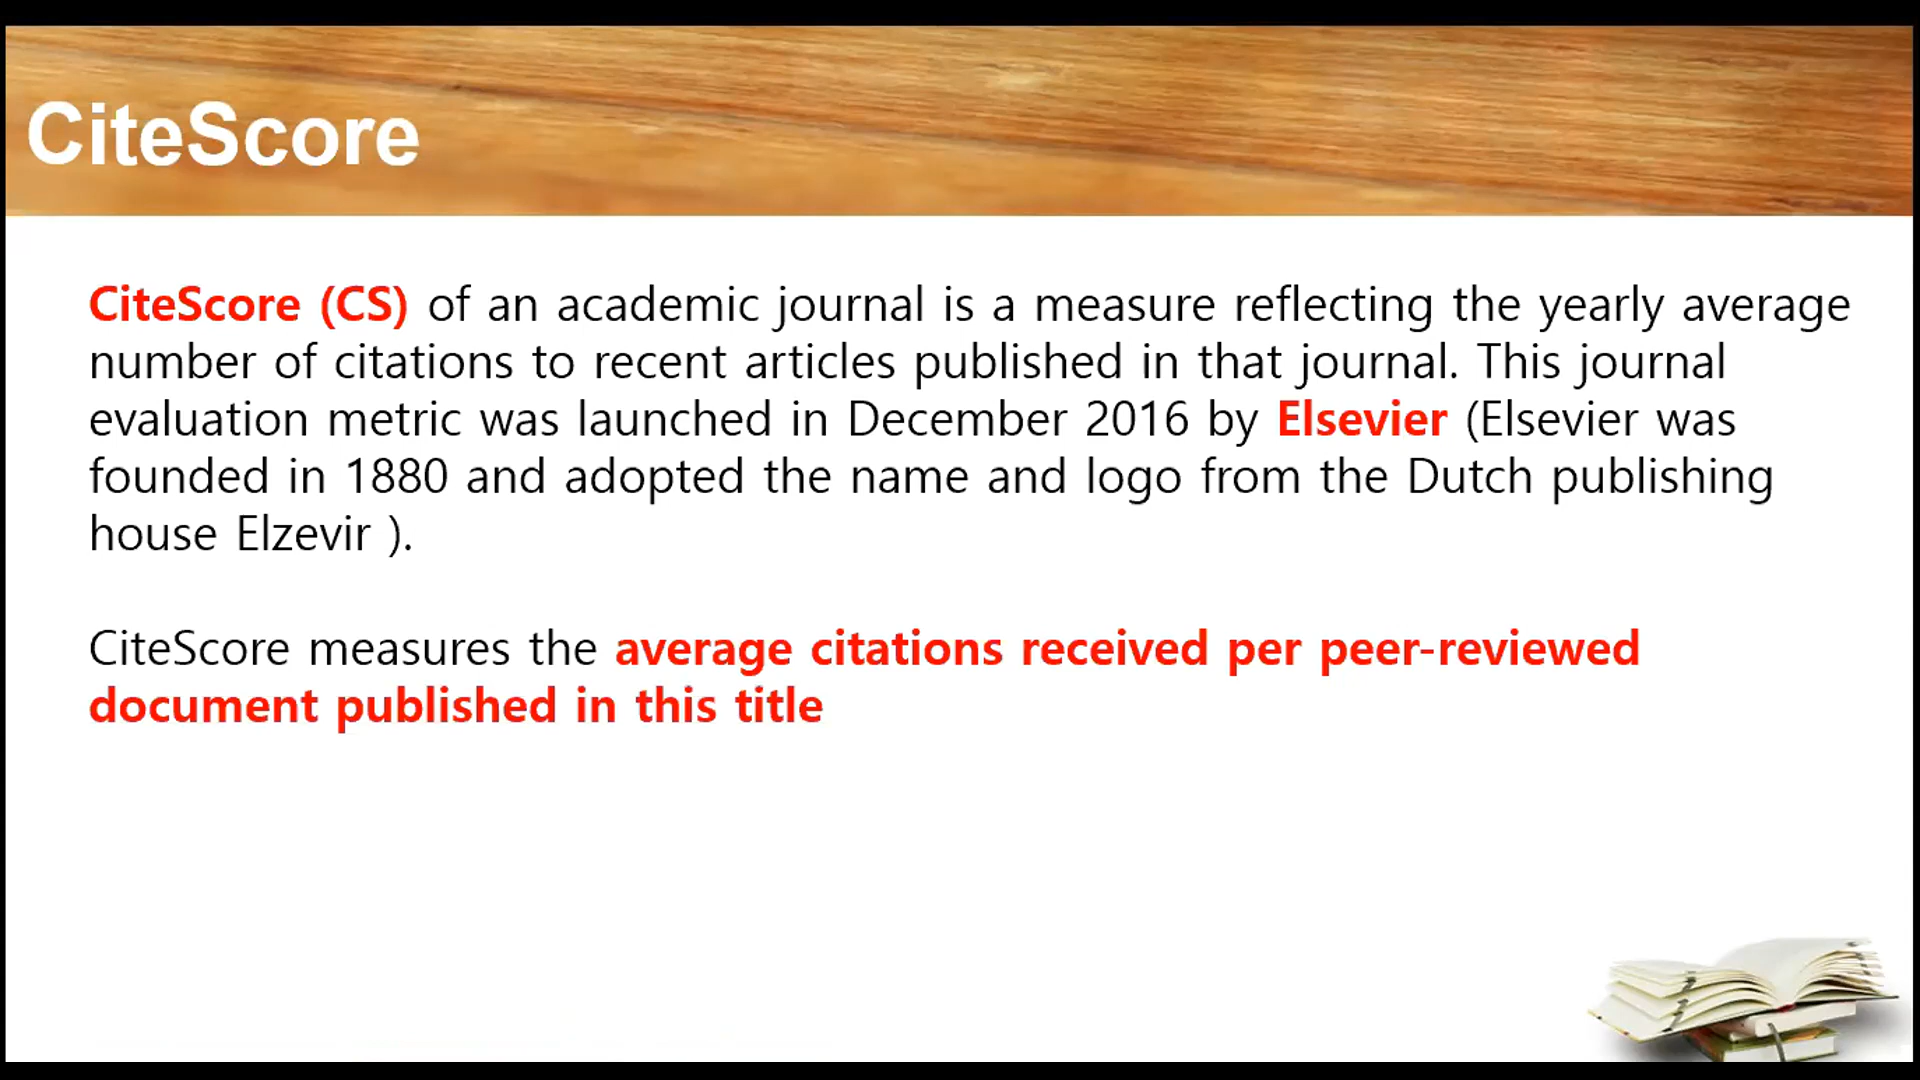 CiteScore
CiteScore (CS) of an academic journal is a measure reflecting the yearly average
number of citations to recent articles published in that journal. This journal
evaluation metric was launched in December 2016 by Elsevier (Elsevier was
founded in 1880 and adopted the name and logo from the Dutch publishing
house Elzevir ).
CiteScore measures the average citations received per peer-reviewed
document published in this title